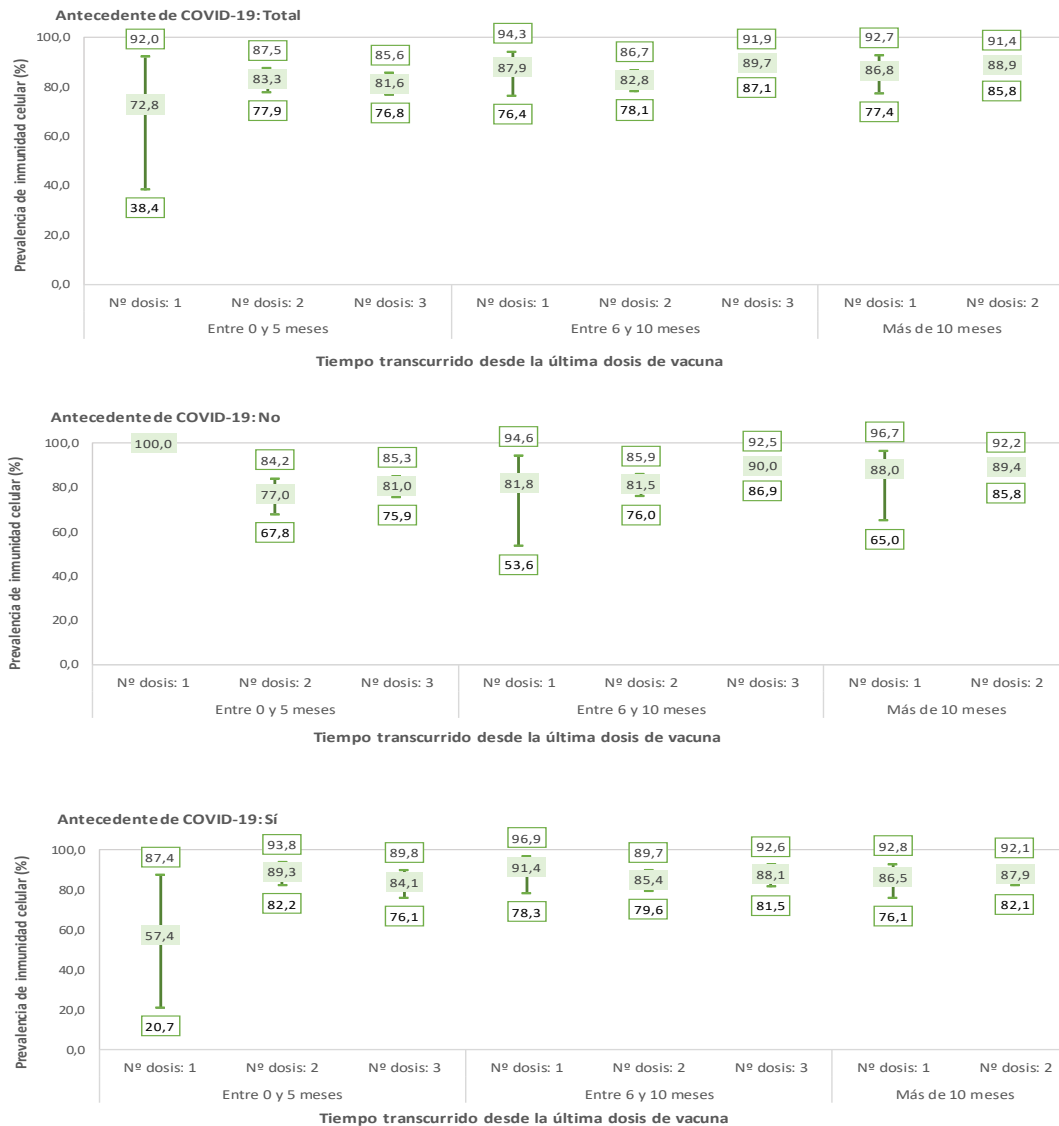 Antecedente de COVID-19: Total
Prevalencia de inmunidad celular (%)
100,0
80,0
60,0
40,0
20,0
0,0
92,0 87,5 85,6 94,3 86,7 91,9 92,7 91,4
72,8 83,3 81,6 87,9 82,8 89,7 86,8 88,9
38,4 77,9 76,8 76,4 78,1 87,1 77,4 85,8
Nº dosis: 1 Nº dosis: 2 Nº dosis: 3 Nº dosis: 1 Nº dosis: 2 Nº dosis: 3 Nº dosis: 1 Nº dosis: 2
Entre 0 y 5 meses Entre 6 y 10 meses Más de 10 meses
Tiempo transcurrido desde la última dosis de vacuna
Antecedente de COVID-19: No
Prevalencia de inmunidad celular (%)
100,0
80,0
60,0
40,0
20,0
0,0
84,2 85,3 94,6 85,9 92,5 96,7 92,2
100,0 77,0 81,0 81,8 81,5 90,0 88,0 89,4
67,8 75,9 53,6 76,0 86,9 65,0 85,8
Nº dosis: 1 Nº dosis: 2 Nº dosis: 3 Nº dosis: 1 Nº dosis: 2 Nº dosis: 3 Nº dosis: 1 Nº dosis: 2
Entre 0 y 5 meses Entre 6 y 10 meses Más de 10 meses
Tiempo transcurrido desde la última dosis de vacuna
Antecedente de COVID-19: Sí
Prevalencia de inmunidad celular (%)
100,0
80,0
60,0
40,0
20,0
0,0
87,4 93,8 89,8 96,9 89,7 92,6 92,8 92,1
57,4 89,3 84,1 91,4 85,4 88,1 86,5 87,9
20,7 82,2 76,1 78,3 79,6 81,5 76,1 82,1
Nº dosis: 1 Nº dosis: 2 Nº dosis: 3 Nº dosis: 1 Nº dosis: 2 Nº dosis: 3 Nº dosis: 1 Nº dosis: 2
Entre 0 y 5 meses Entre 6 y 10 meses Más de 10 meses
Tiempo transcurrido desde la última dosis de vacuna